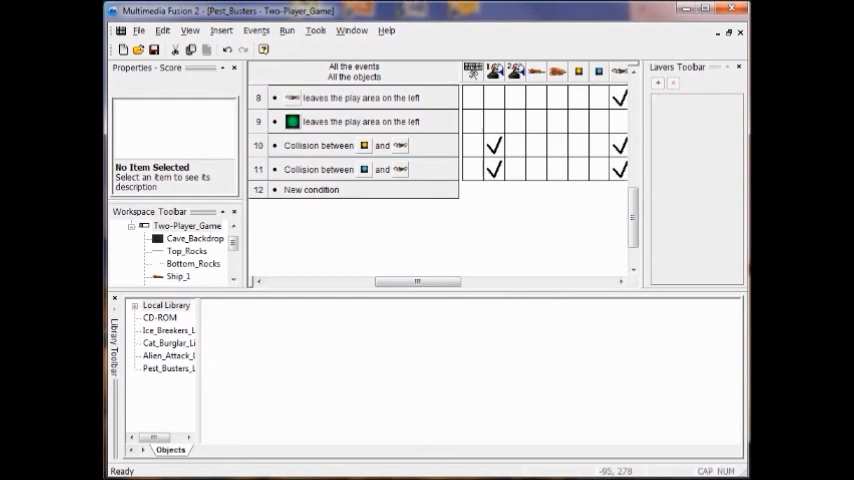 Multimedia Fusion 2 - [Pest_Busters - Two-Player_Game]
File Edit View Insert Events Run Tools Window Help
Properties - Score
All the events
All the objects
1 2
Layers Toolbar
8 • leaves the play area on the left
9 • leaves the play area on the left
10 • Collision between and
11 • Collision between and
12 • New condition
No Item Selected
Select an item to see its
description
Workspace Toolbar
Two-Player_Game
Cave_Backdrop
Top_Rocks
Bottom_Rocks
Ship_1
Library Toolbar
Local Library
CD-ROM
Ice_Breakers_L
Cat_Burglar_Li
Alien_Attack_L
Pest_Busters_L
Objects
Ready
-95, 278
CAP NUM